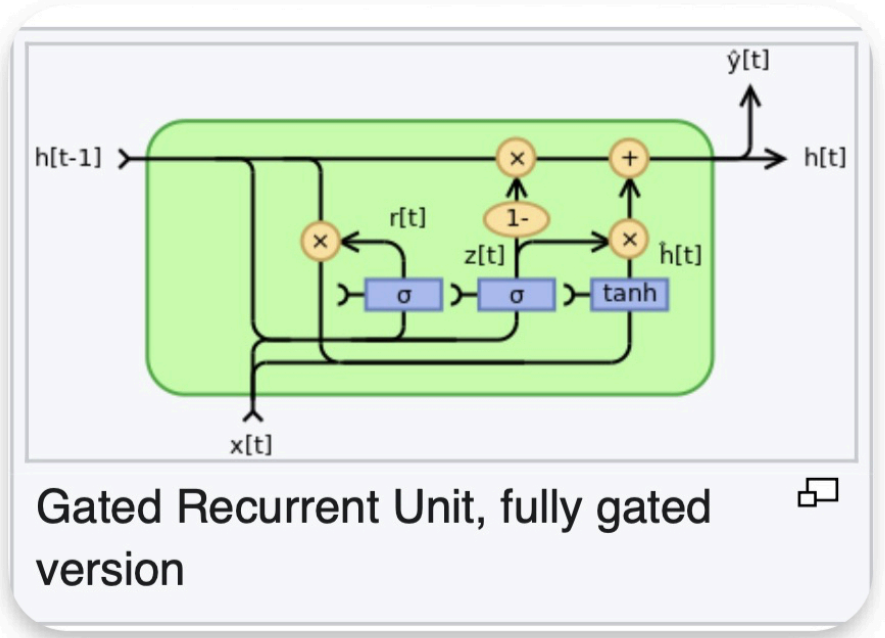 ŷ[t]
h[t-1]
×
+
h[t]
r[t]
1-
×
z[t]
×
ĥ[t]
σ
σ
tanh
x[t]
Gated Recurrent Unit, fully gated
version